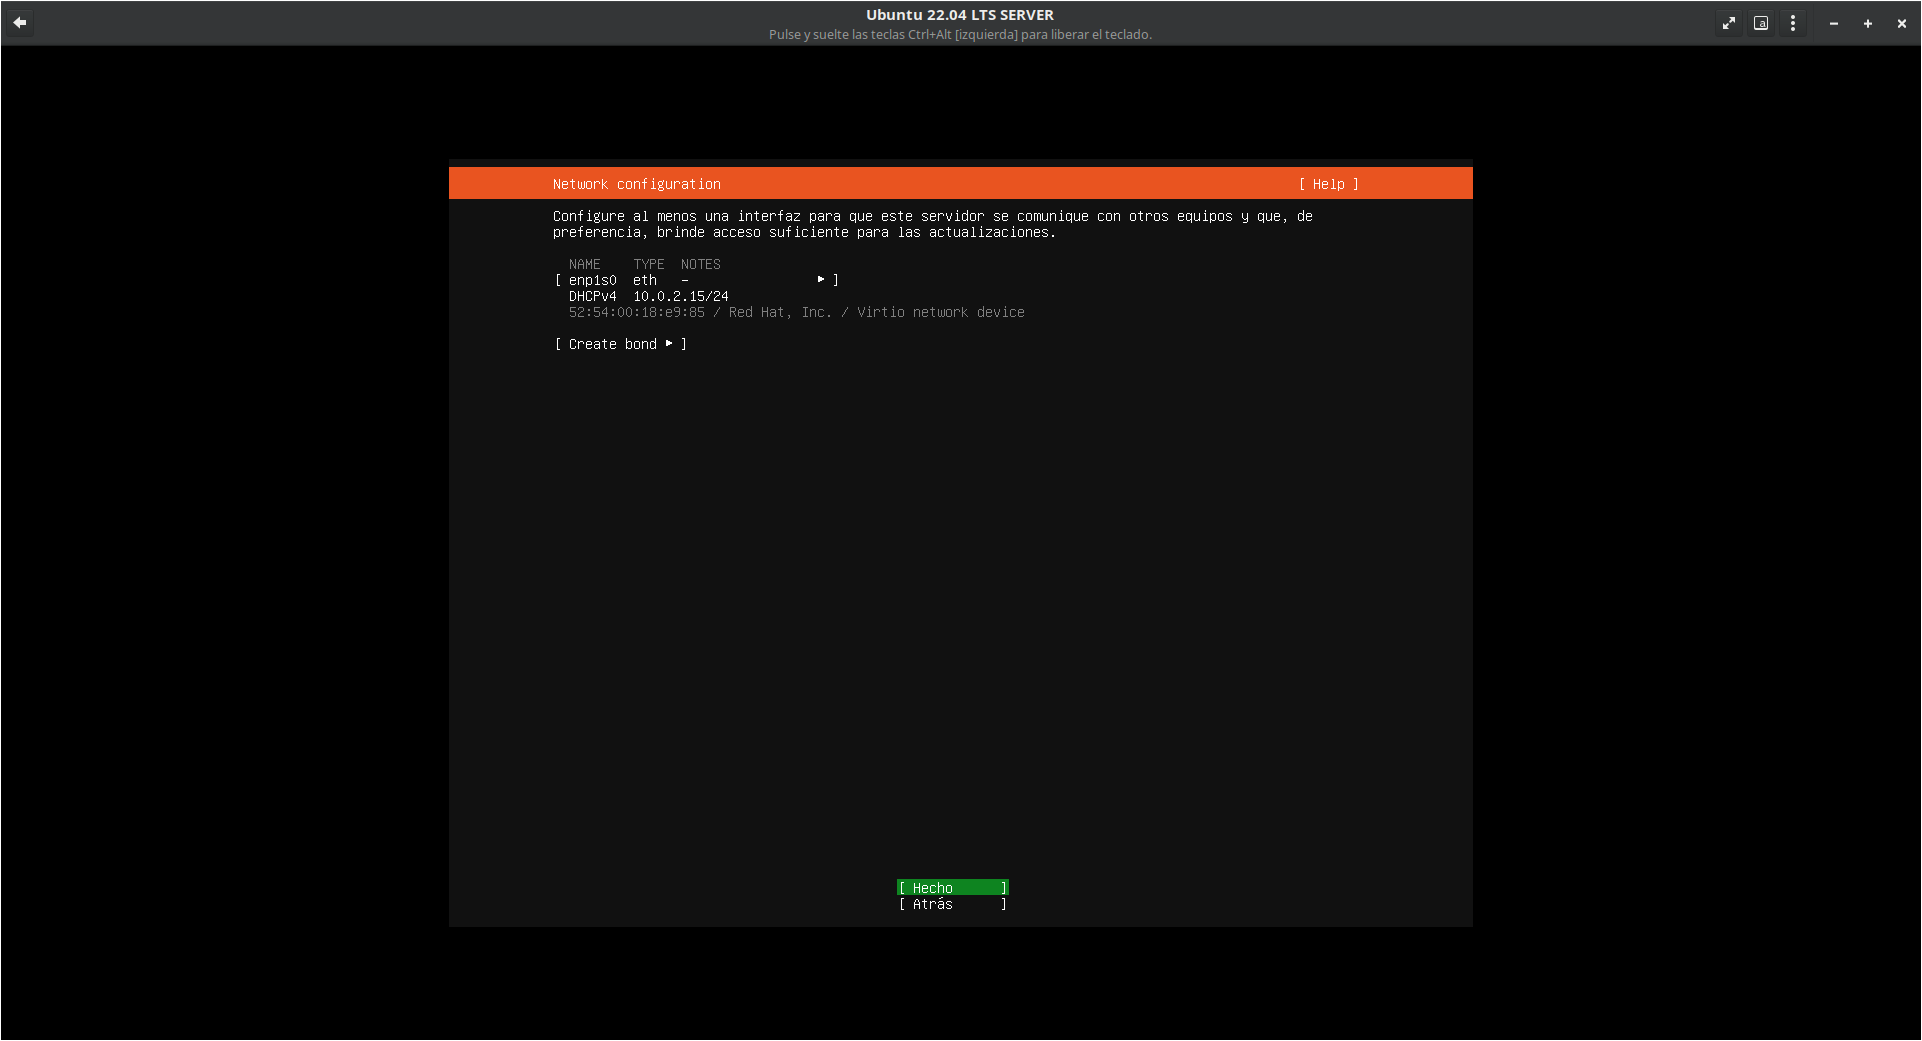 Ubuntu 22.04 LTS SERVER
Pulse y suelte las teclas Ctrl+Alt [izquierda] para liberar el teclado.
Network configuration [ Help ]
Configure al menos una interfaz para que este servidor se comunique con otros equipos y que, de
preferencia, brinde acceso suficiente para las actualizaciones.
NAME TYPE NOTES
[ enp1s0 eth - ▸ ]
DHCPv4 10.0.2.15/24
52:54:00:18:e9:85 / Red Hat, Inc. / Virtio network device
[ Create bond ▸ ]
[ Hecho ]
[ Atrás ]